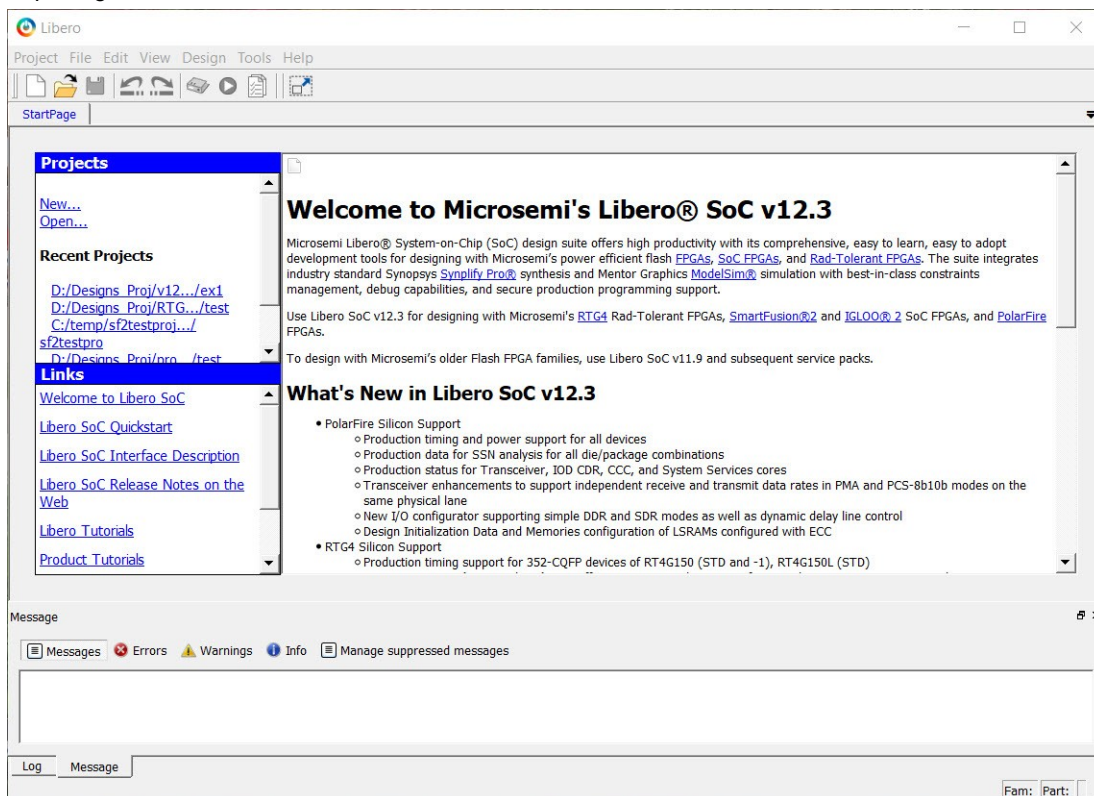 Libero
Project File Edit View Design Tools Help
StartPage
Projects
New...
Open...
Recent Projects
D:/Designs_Proj/v12.../ex1
D:/Designs_Proj/RTG.../test
C:/temp/sf2testproj.../
sf2testpro
D:/Designs_Proj/pro.../test
Links
Welcome to Libero SoC
Libero SoC Quickstart
Libero SoC Interface Description
Libero SoC Release Notes on the
Web
Libero Tutorials
Product Tutorials
Welcome to Microsemi's Libero® SoC v12.3
Microsemi Libero® System-on-Chip (SoC) design suite offers high productivity with its comprehensive, easy to learn, easy to adopt
development tools for designing with Microsemi's power efficient flash FPGAs, SoC FPGAs, and Rad-Tolerant FPGAs. The suite integrates
industry standard Synopsys Synplify Pro® synthesis and Mentor Graphics ModelSim® simulation with best-in-class constraints
management, debug capabilities, and secure production programming support.
Use Libero SoC v12.3 for designing with Microsemi's RTG4 Rad-Tolerant FPGAs, SmartFusion®2 and IGLOO® 2 SoC FPGAs, and PolarFire
FPGAs.
To design with Microsemi's older Flash FPGA families, use Libero SoC v11.9 and subsequent service packs.
What's New in Libero SoC v12.3
• PolarFire Silicon Support
o Production timing and power support for all devices
o Production data for SSN analysis for all die/package combinations
o Production status for Transceiver, IOD CDR, CCC, and System Services cores
o Transceiver enhancements to support independent receive and transmit data rates in PMA and PCS-8b10b modes on the
same physical lane
o New I/O configurator supporting simple DDR and SDR modes as well as dynamic delay line control
o Design Initialization Data and Memories configuration of LSRAMs configured with ECC
• RTG4 Silicon Support
o Production timing support for 352-CQFP devices of RT4G150 (STD and -1), RT4G150L (STD)
Message
Messages Errors Warnings Info Manage suppressed messages
Log Message
Fam: Part: